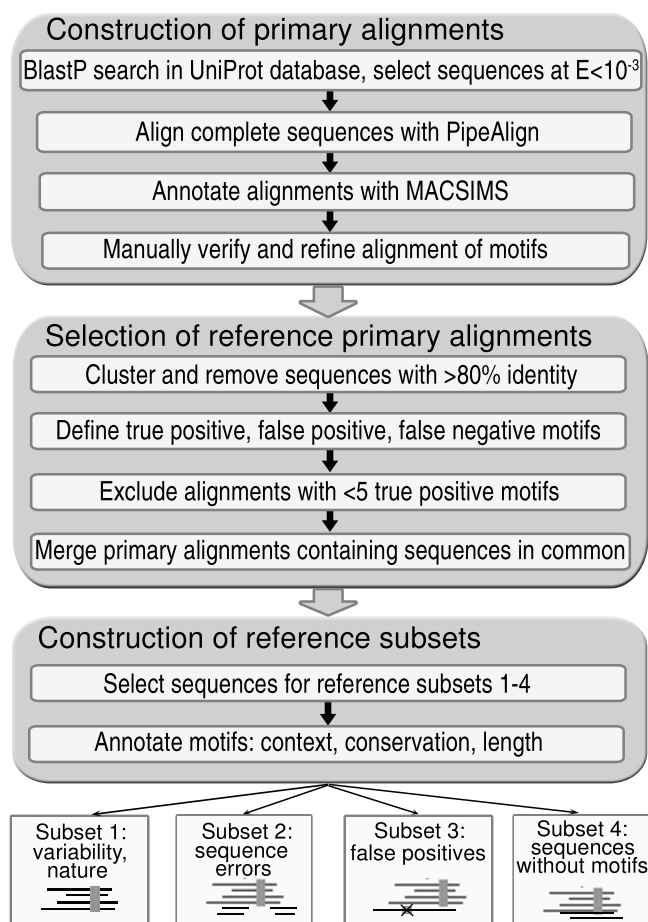 Construction of primary alignments
BlastP search in UniProt database, select sequences at E<10⁻³
Align complete sequences with PipeAlign
Annotate alignments with MACSIMS
Manually verify and refine alignment of motifs
Selection of reference primary alignments
Cluster and remove sequences with >80% identity
Define true positive, false positive, false negative motifs
Exclude alignments with <5 true positive motifs
Merge primary alignments containing sequences in common
Construction of reference subsets
Select sequences for reference subsets 1-4
Annotate motifs: context, conservation, length
Subset 1:
variability,
nature
Subset 2:
sequence
errors
Subset 3:
false positives
Subset 4:
sequences
without motifs